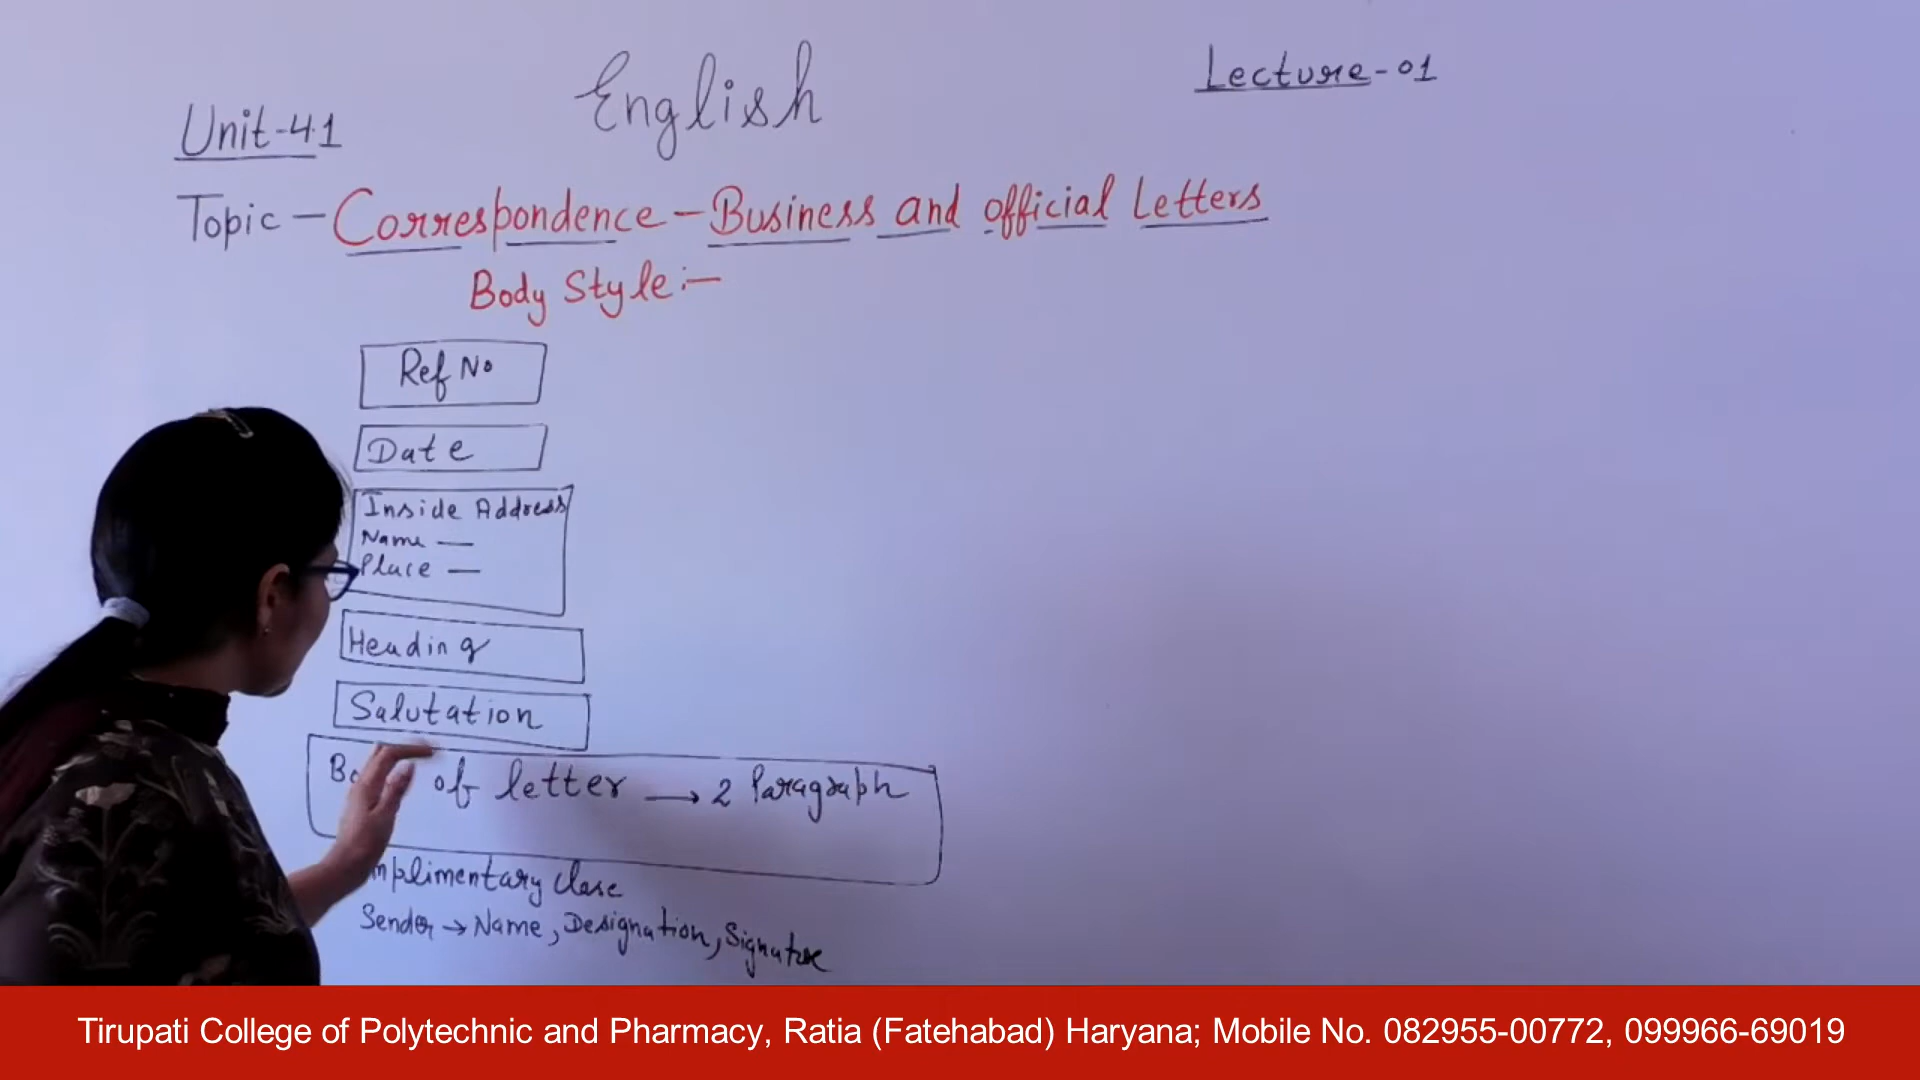 English
Lecture-01
Unit-4.1
Topic - Correspondence - Business and official Letters
Body Style :-
Ref No
Date
Inside Address
Name —
Place —
Heading
Salutation
of letter → 2 Paragraph
Sender → Name, Designation, Signature
Tirupati College of Polytechnic and Pharmacy, Ratia (Fatehabad) Haryana; Mobile No. 082955-00772, 099966-69019